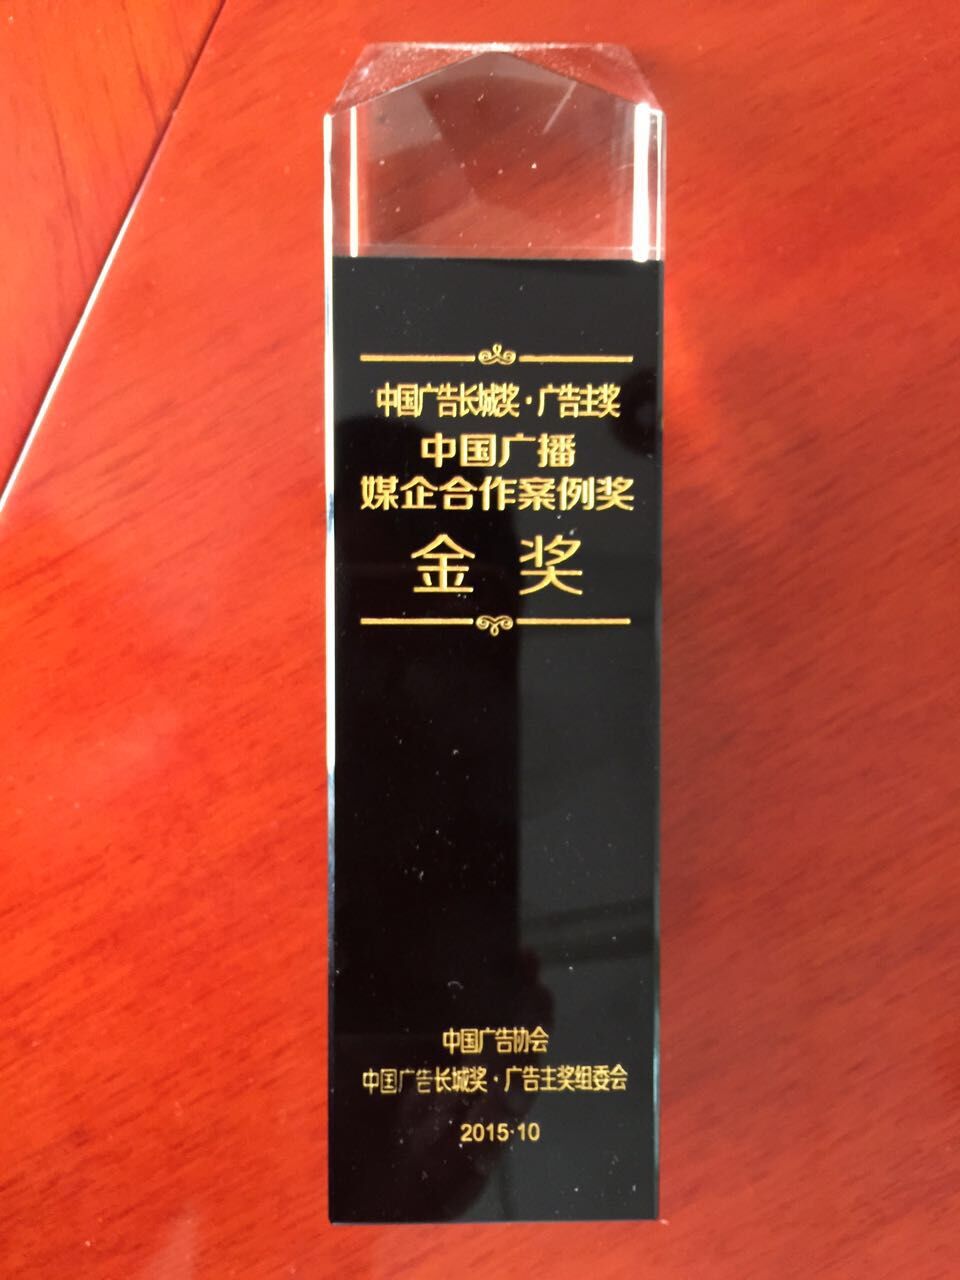 中国广告长城奖·广告主奖
中国广播
媒企合作案例奖
金 奖
中国广告协会
中国广告长城奖·广告主奖组委会
2015·10